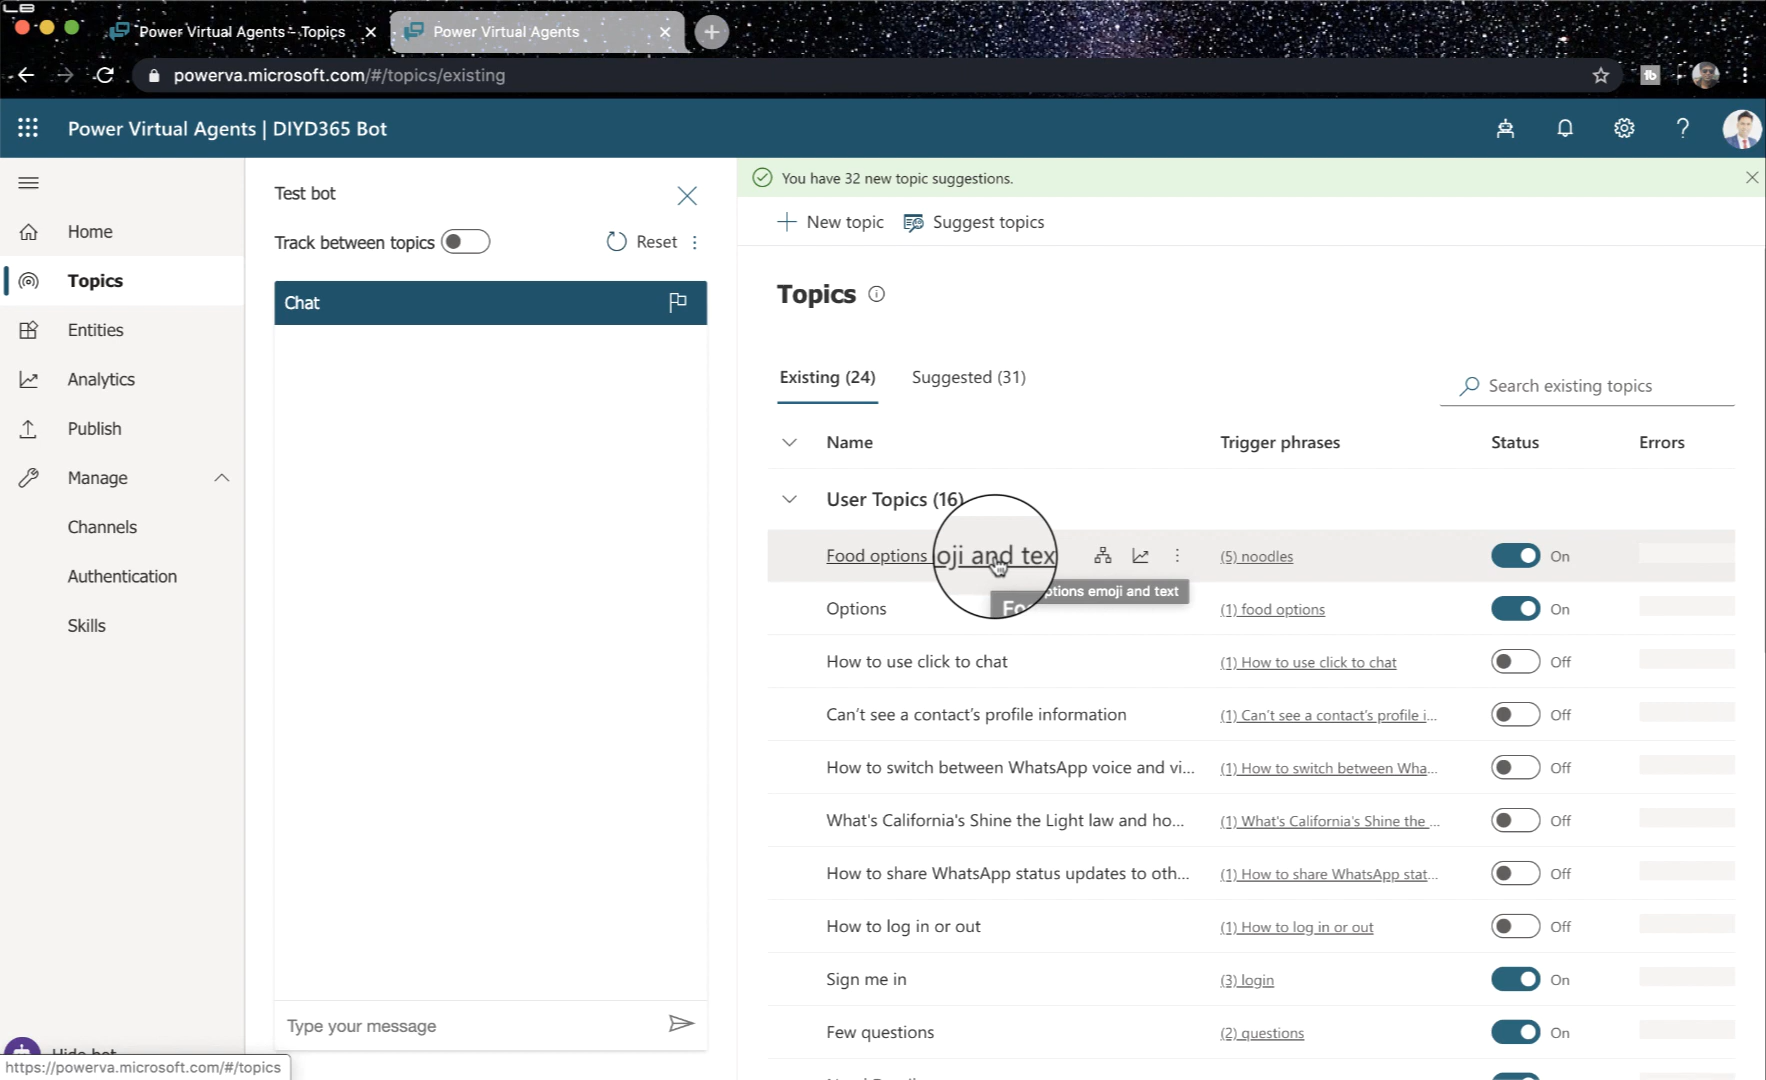 Power Virtual Agents - Topics
Power Virtual Agents
powerva.microsoft.com/#/topics/existing
Power Virtual Agents | DIYD365 Bot
Home
Topics
Entities
Analytics
Publish
Manage
Channels
Authentication
Skills
Hide bot
https://powerva.microsoft.com/#/topics
Test bot
Track between topics
Reset
Chat
Type your message
You have 32 new topic suggestions.
New topic
Suggest topics
Topics
Existing (24)
Suggested (31)
Search existing topics
Name
Trigger phrases
Status
Errors
User Topics (16)
Food options oji and tex
(5) noodles
On
Fo ptions emoji and text
Options
(1) food options
On
How to use click to chat
(1) How to use click to chat
Off
Can't see a contact's profile information
(1) Can't see a contact's profile i...
Off
How to switch between WhatsApp voice and vi...
(1) How to switch between Wha...
Off
What's California's Shine the Light law and ho...
(1) What's California's Shine the ...
Off
How to share WhatsApp status updates to oth...
(1) How to share WhatsApp stat...
Off
How to log in or out
(1) How to log in or out
Off
Sign me in
(3) login
On
Few questions
(2) questions
On